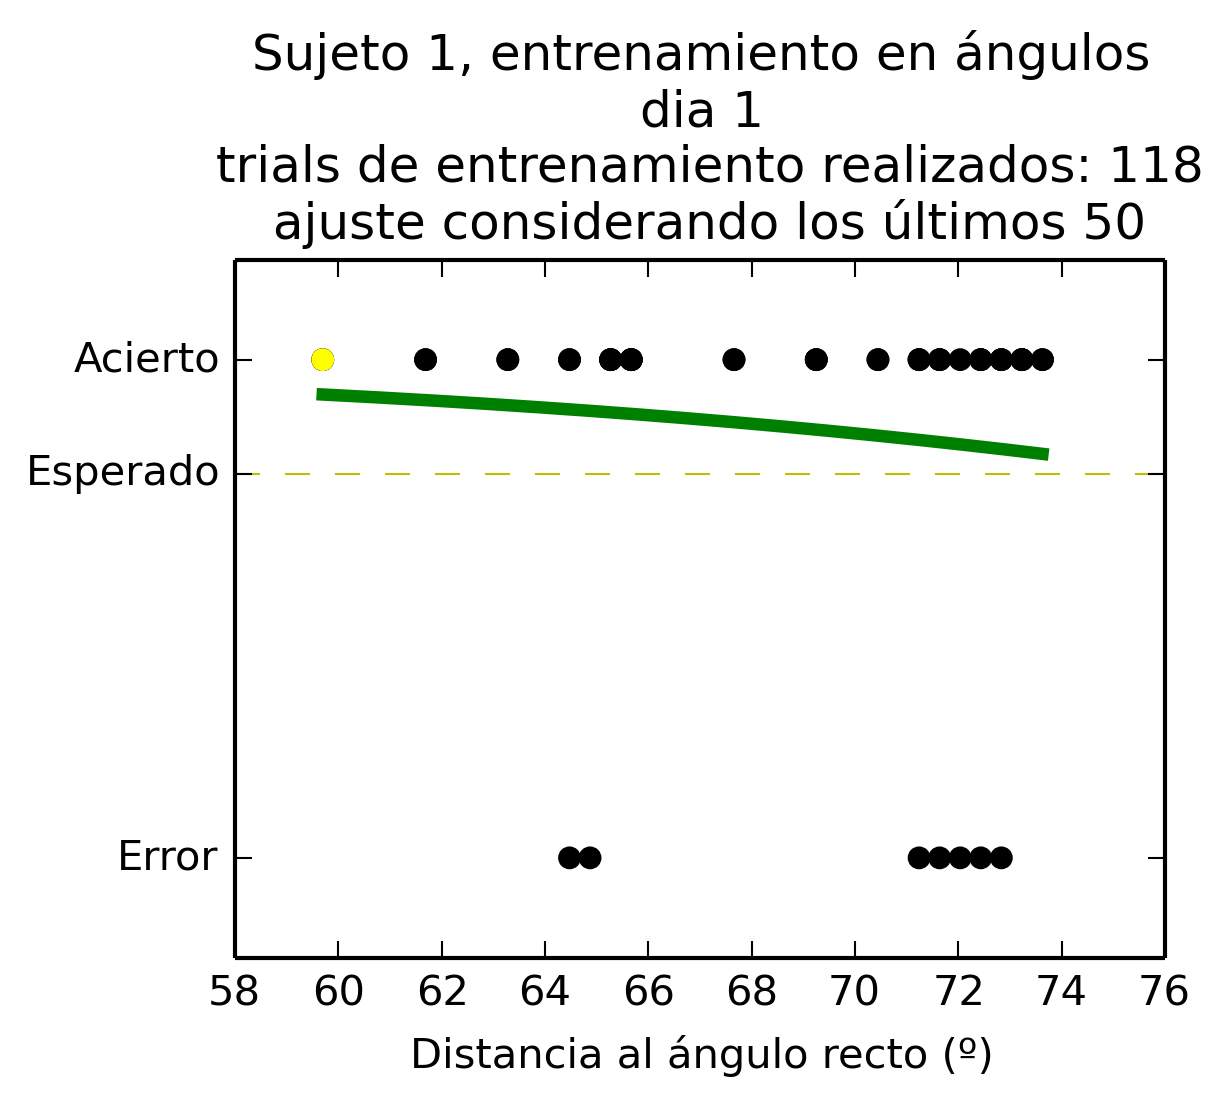 Sujeto 1, entrenamiento en ángulos
dia 1
trials de entrenamiento realizados: 118
ajuste considerando los últimos 50
Acierto
Esperado
Error
58 60 62 64 66 68 70 72 74 76
Distancia al ángulo recto (º)